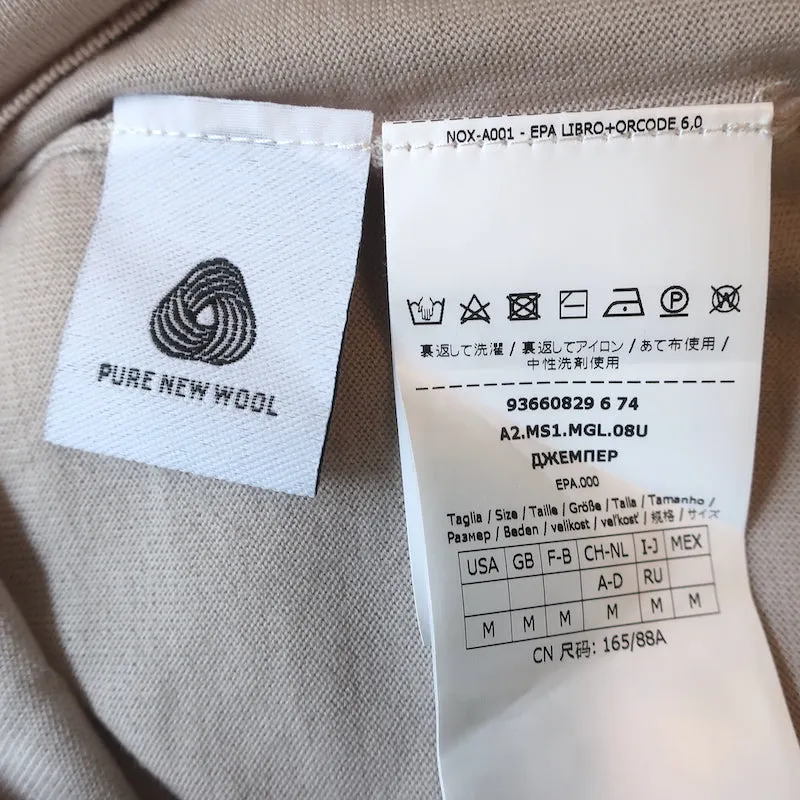 PURE NEW WOOL
NOX-A001 - EPA LIBRO+QRCODE 6,0
P
W
裏返して洗濯 / 裏返してアイロン / あて布使用 /
中性洗剤使用
93660829 6 74
A2.MS1.MGL.08U
ДЖЕМПЕР
EPA.000
Taglia / Size / Taille / Größe / Talla / Tamanho /
Размер / Beden / velikost / veľkosť / 规格 / サイズ
USA GB F-B CH-NL I-J MEX
A-D RU
M M M M M M
CN 尺码: 165/88A